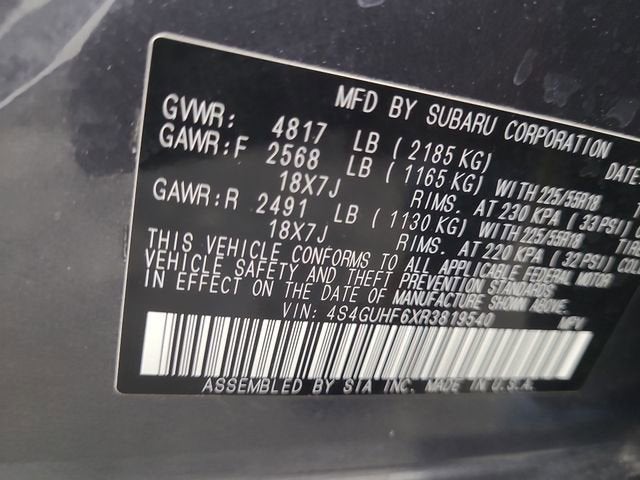 MFD BY SUBARU CORPORATION DATE
GVWR: 4817 LB (2185 KG)
GAWR:F 2568 LB (1165 KG) WITH 225/55R18
18X7J RIMS. AT 230 KPA (33 PSI)
GAWR:R 2491 LB (1130 KG) WITH 225/55R18
18X7J RIMS. AT 220 KPA (32 PSI)
THIS VEHICLE CONFORMS TO ALL APPLICABLE FEDERAL MOTOR
VEHICLE SAFETY AND THEFT PREVENTION STANDARDS
IN EFFECT ON THE DATE OF MANUFACTURE SHOWN ABOVE.
VIN: 4S4GUHF6XR3819540 MPV
ASSEMBLED BY SIA INC. MADE IN U.S.A.